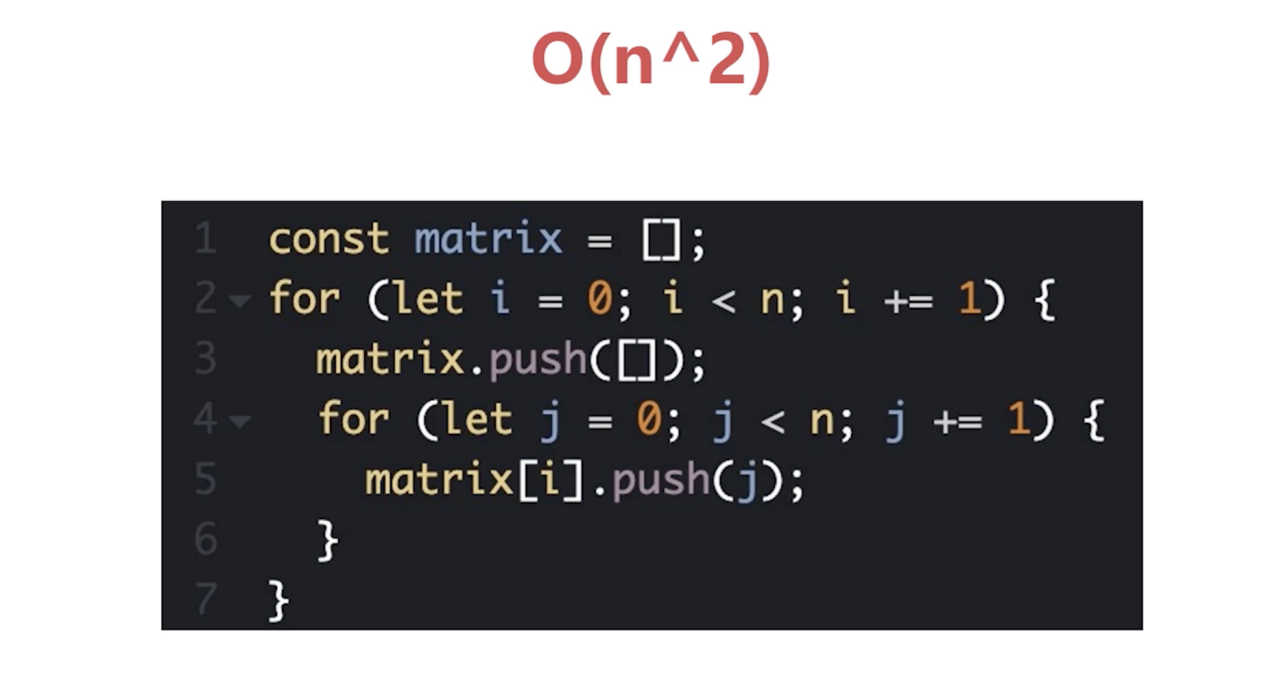 O(n^2)
1 const matrix = [];
2 for (let i = 0; i < n; i += 1) {
3 matrix.push([]);
4 for (let j = 0; j < n; j += 1) {
5 matrix[i].push(j);
6 }
7 }